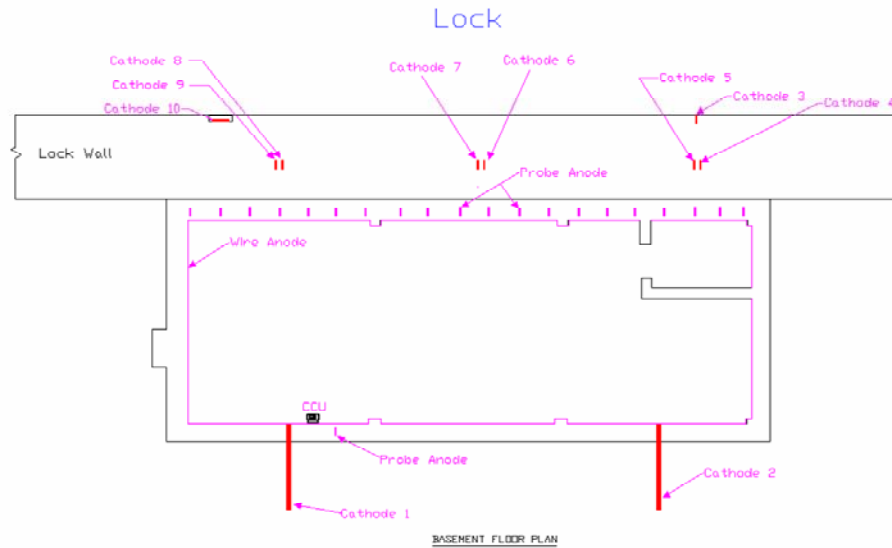 Lock
Cathode 8
Cathode 9
Cathode 10
Cathode 7
Cathode 6
Cathode 5
Cathode 3
Cathode 4
Lock Wall
Probe Anode
Wire Anode
CCU
Probe Anode
Cathode 1
Cathode 2
BASEMENT FLOOR PLAN